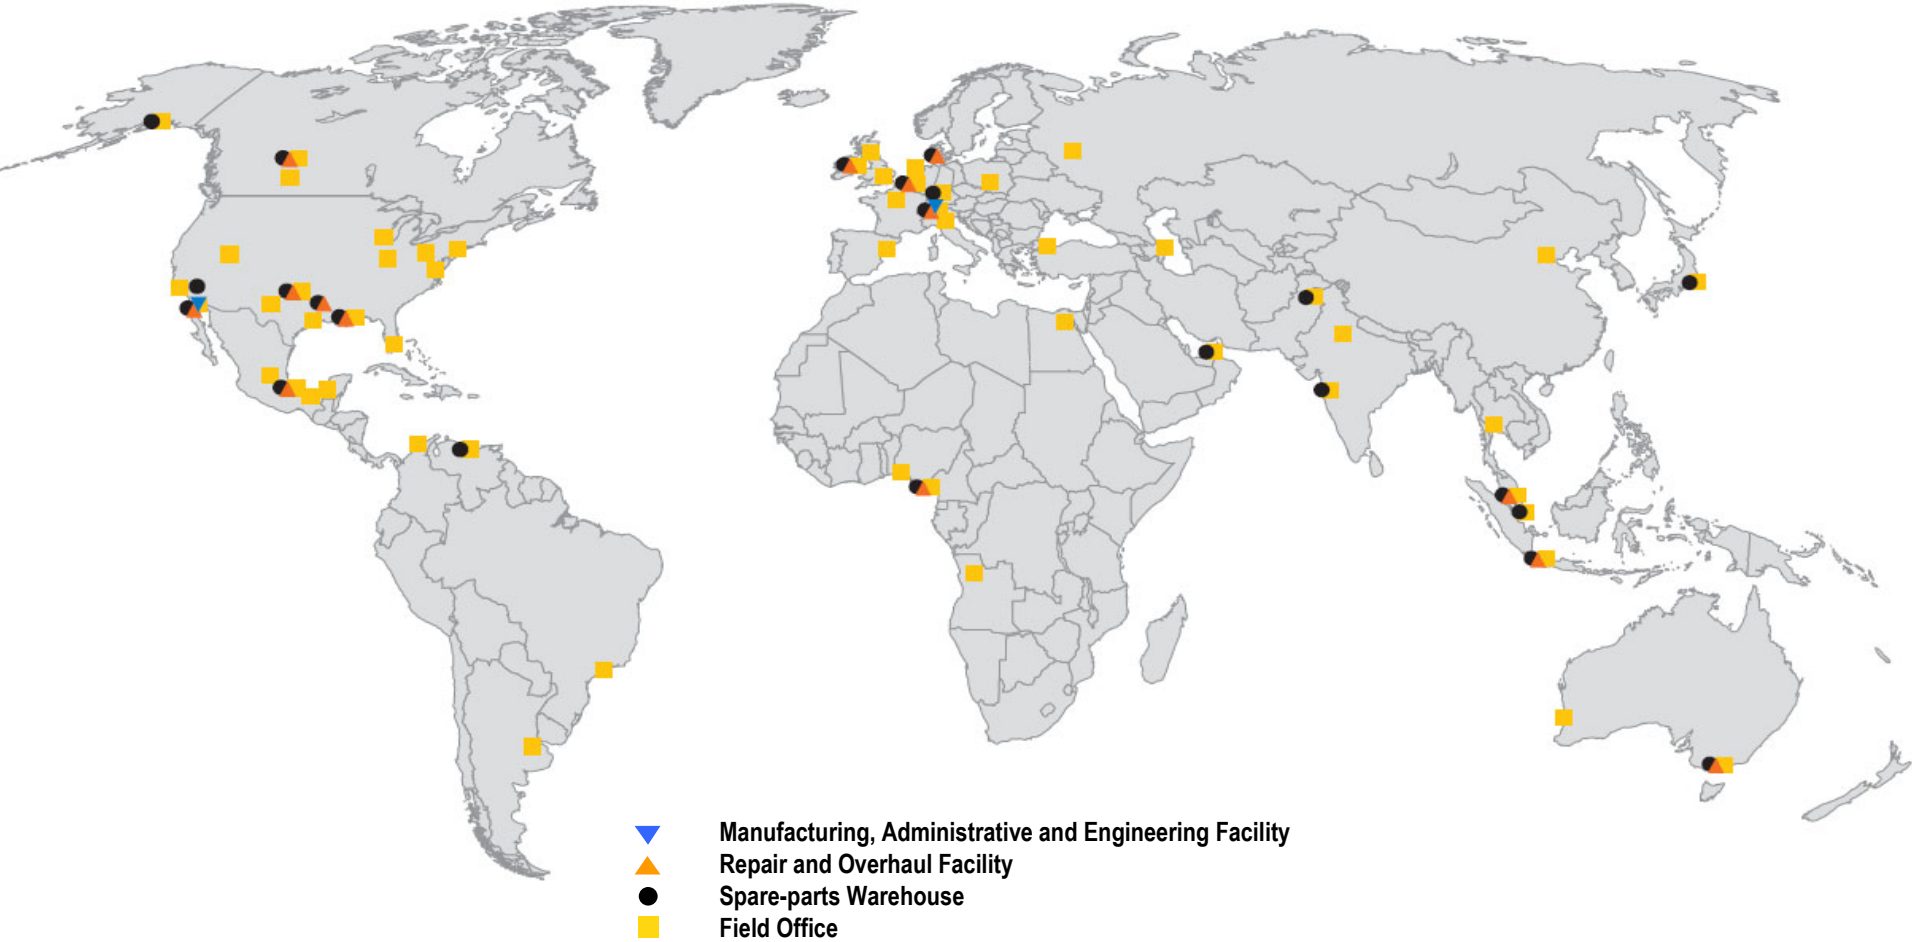 Manufacturing, Administrative and Engineering Facility
Repair and Overhaul Facility
Spare-parts Warehouse
Field Office